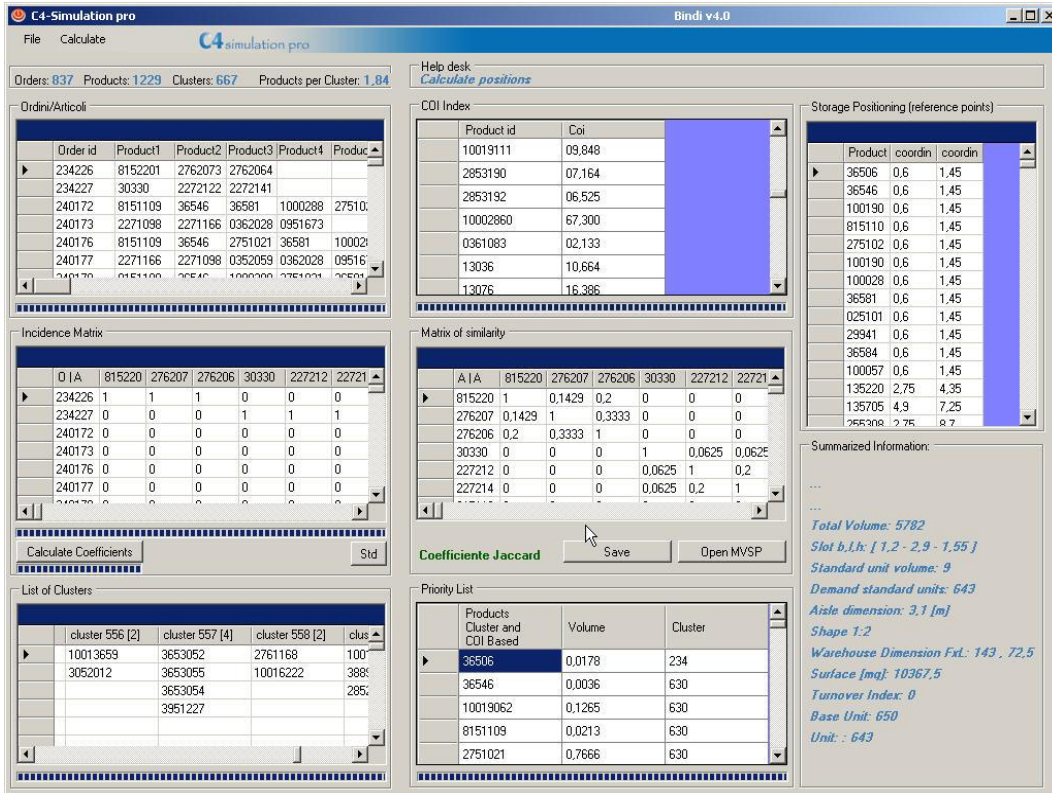 C4-Simulation pro Bindi v4.0
File Calculate C4 simulation pro
Orders: 837 Products: 1229 Clusters: 667 Products per Cluster: 1,84
Help desk
Calculate positions
Ordini/Articoli
Order id Product1 Product2 Product3 Product4 Produc
234226 8152201 2762073 2762064
234227 30330 2272122 2272141
240172 8151109 36546 36581 1000288 27510
240173 2271098 2271166 0362028 0951673
240176 8151109 36546 2751021 36581 10002
240177 2271166 2271098 0352059 0362028 09516
COI Index
Product id Coi
10019111 09,848
2853190 07,164
2853192 06,525
10002860 67,300
0361083 02,133
13036 10,664
13076 16,386
Storage Positioning (reference points)
Product coordin coordin
36506 0,6 1,45
36546 0,6 1,45
100190 0,6 1,45
815110 0,6 1,45
275102 0,6 1,45
100190 0,6 1,45
100028 0,6 1,45
36581 0,6 1,45
025101 0,6 1,45
29941 0,6 1,45
36584 0,6 1,45
100057 0,6 1,45
135220 2,75 4,35
135705 4,9 7,25
255308 2,75 8,7
Incidence Matrix
O | A 815220 276207 276206 30330 227212 22721
234226 1 1 1 0 0 0
234227 0 0 0 1 1 1
240172 0 0 0 0 0 0
240173 0 0 0 0 0 0
240176 0 0 0 0 0 0
240177 0 0 0 0 0 0
Calculate Coefficients Std
Matrix of similarity
A | A 815220 276207 276206 30330 227212 22721
815220 1 0,1429 0,2 0 0 0
276207 0,1429 1 0,3333 0 0 0
276206 0,2 0,3333 1 0 0 0
30330 0 0 0 1 0,0625 0,0625
227212 0 0 0 0,0625 1 0,2
227214 0 0 0 0,0625 0,2 1
Coefficiente Jaccard Save Open MVSP
List of Clusters
cluster 556 [2] cluster 557 [4] cluster 558 [2] clus
10013659 3653052 2761168 100
3052012 3653055 10016222 388
3653054 285
3951227
Priority List
Products Cluster and COI Based Volume Cluster
36506 0,0178 234
36546 0,0036 630
10019062 0,1265 630
8151109 0,0213 630
2751021 0,7666 630
Summarized Information:
...
...
Total Volume: 5782
Slot b,l,h: [ 1,2 - 2,9 - 1,55 ]
Standard unit volume: 9
Demand standard units: 643
Aisle dimension: 3,1 [m]
Shape 1:2
Warehouse Dimension FxL: 143 , 72,5
Surface [mq]: 10367,5
Turnover Index: 0
Base Unit: 650
Unit: : 643